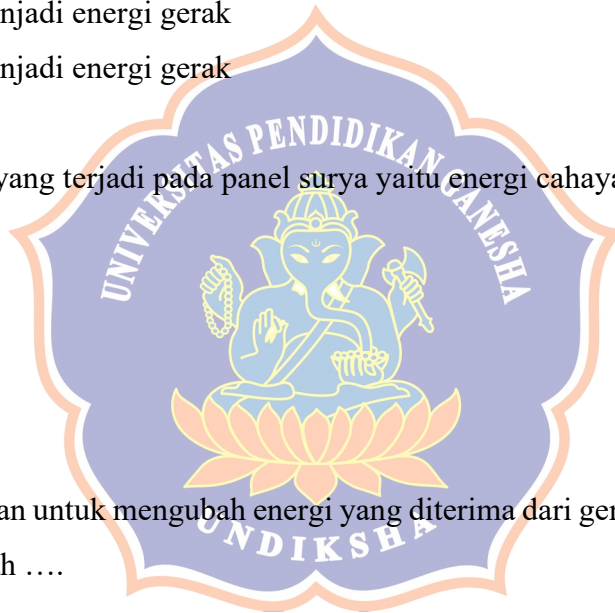 njadi energi gerak
njadi energi gerak
UNIVERSITAS PENDIDIKAN GANESHA
yang terjadi pada panel surya yaitu energi cahaya
an untuk mengubah energi yang diterima dari ger
UNDIKSHA
h ….